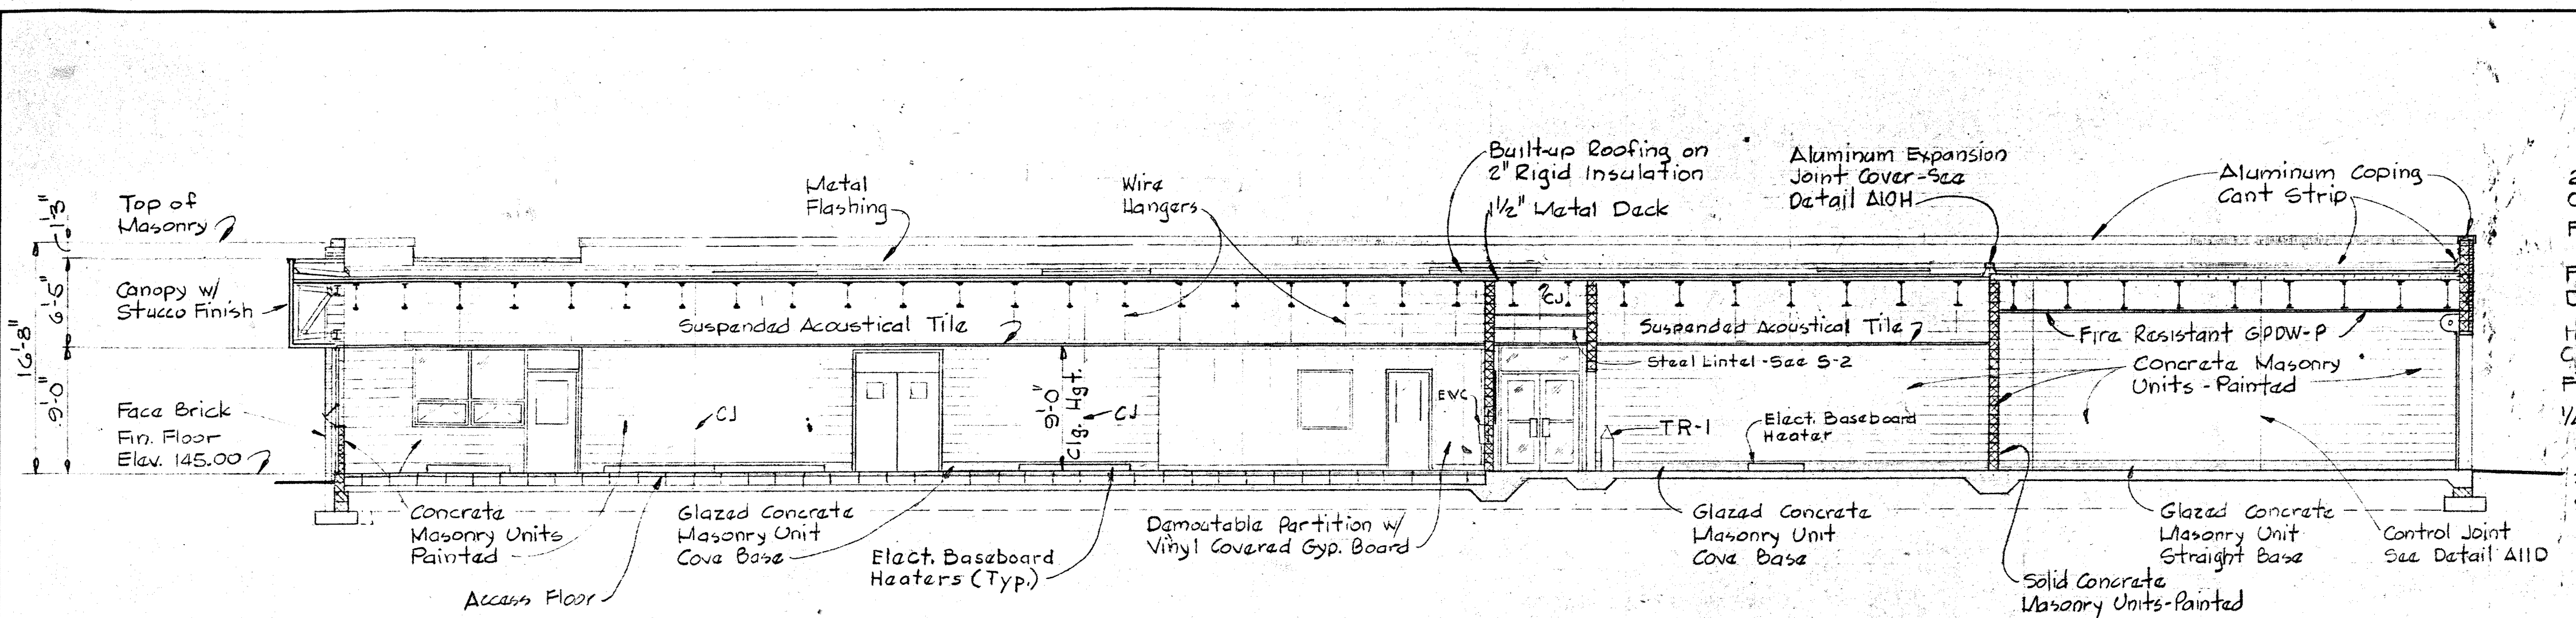 Top of
Masonry
1'-3"
6'-5"
16'-8"
9'-0"
Canopy w/
Stucco Finish
Face Brick
Fin. Floor
Elev. 145.00
Metal
Flashing
Wire
Hangers
Built-up Roofing on
2" Rigid Insulation
1½" Metal Deck
Aluminum Expansion
Joint Cover-See
Detail A10H
Aluminum Coping
Cant Strip
Suspended Acoustical Tile
CJ
Suspended Acoustical Tile
Fire Resistant GPDW-P
Steel Lintel-See S-2
Concrete Masonry
Units-Painted
9'-0"
Clg. Hgt.
CJ
CJ
EWC
TR-1
Elect. Baseboard
Heater
Concrete
Masonry Units
Painted
Access Floor
Glazed Concrete
Masonry Unit
Cove Base
Elect. Baseboard
Heaters (Typ.)
Demoutable Partition w/
Vinyl Covered Gyp. Board
Glazed Concrete
Masonry Unit
Cove Base
Solid Concrete
Masonry Units-Painted
Glazed Concrete
Masonry Unit
Straight Base
Control Joint
See Detail A11D